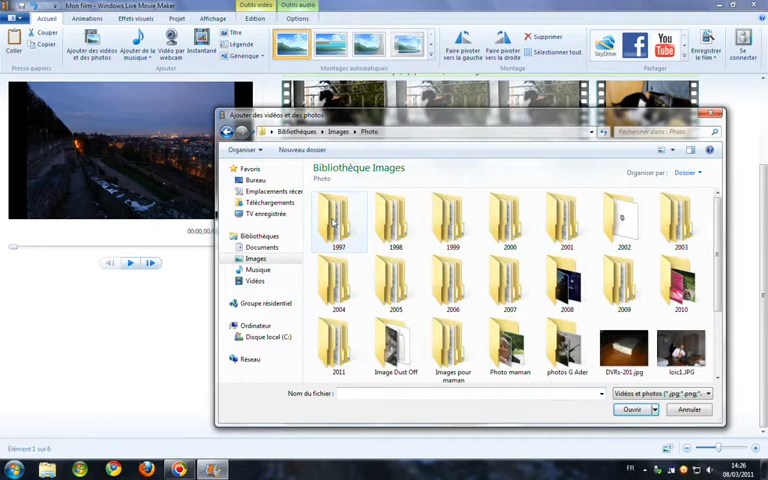 Mon film - Windows Live Movie Maker
Outils vidéo
Outils audio
Accueil
Animations
Effets visuels
Projet
Affichage
Edition
Options
Coller
Couper
Copier
Presse-papiers
Ajouter des vidéos
et des photos
Ajouter de la
musique
Vidéo par
webcam
Instantané
Titre
Légende
Générique
Ajouter
Montages automatiques
Faire pivoter
vers la gauche
Faire pivoter
vers la droite
Supprimer
Sélectionner tout
Montage
SkyDrive
You
Tube
Partager
Enregistrer
le film
Se
connecter
Ajouter des vidéos et des photos
Bibliothèques
Images
Photo
Rechercher dans : Photo
Organiser
Nouveau dossier
Favoris
Bureau
Emplacements récen
Téléchargements
TV enregistrée
Bibliothèques
Documents
Images
Musique
Vidéos
Groupe résidentiel
Ordinateur
Disque local (C:)
Réseau
Bibliothèque Images
Photo
Organiser par :
Dossier
1997
1998
1999
2000
2001
2002
2003
2004
2005
2006
2007
2008
2009
2010
2011
Image Dust Off
Images pour
maman
Photo maman
photos G Ader
DVRs-201.jpg
loic1.JPG
Nom du fichier :
Vidéos et photos (*.jpg;*.png;*.
Ouvrir
Annuler
Élément 1 sur 6
FR
14:26
08/03/2011